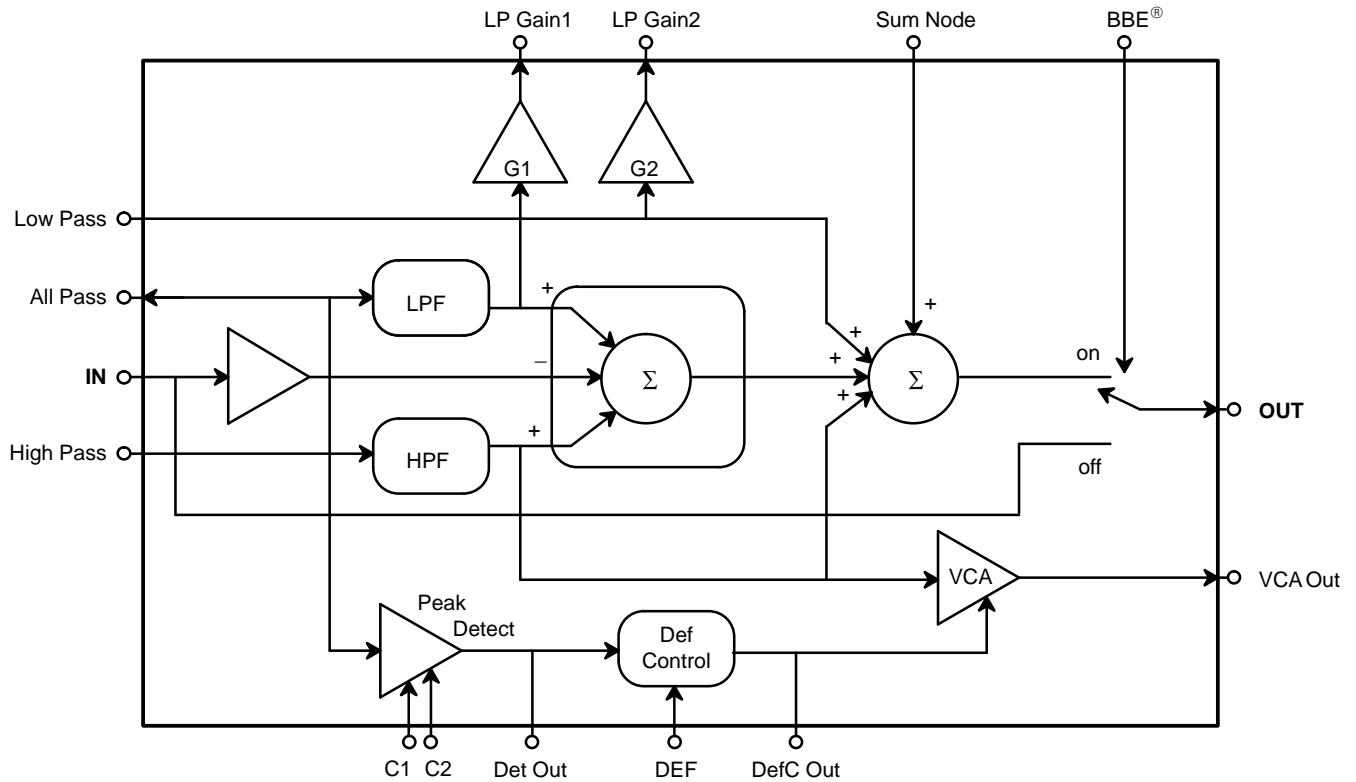 LP Gain1
LP Gain2
Sum Node
BBE®
G1
G2
Low Pass
All Pass
LPF
+
+
+
–
+
IN
Σ
Σ
on
+
OUT
+
High Pass
HPF
off
VCA
VCA Out
Peak
Detect
Def
Control
C1
C2
Det Out
DEF
DefC Out